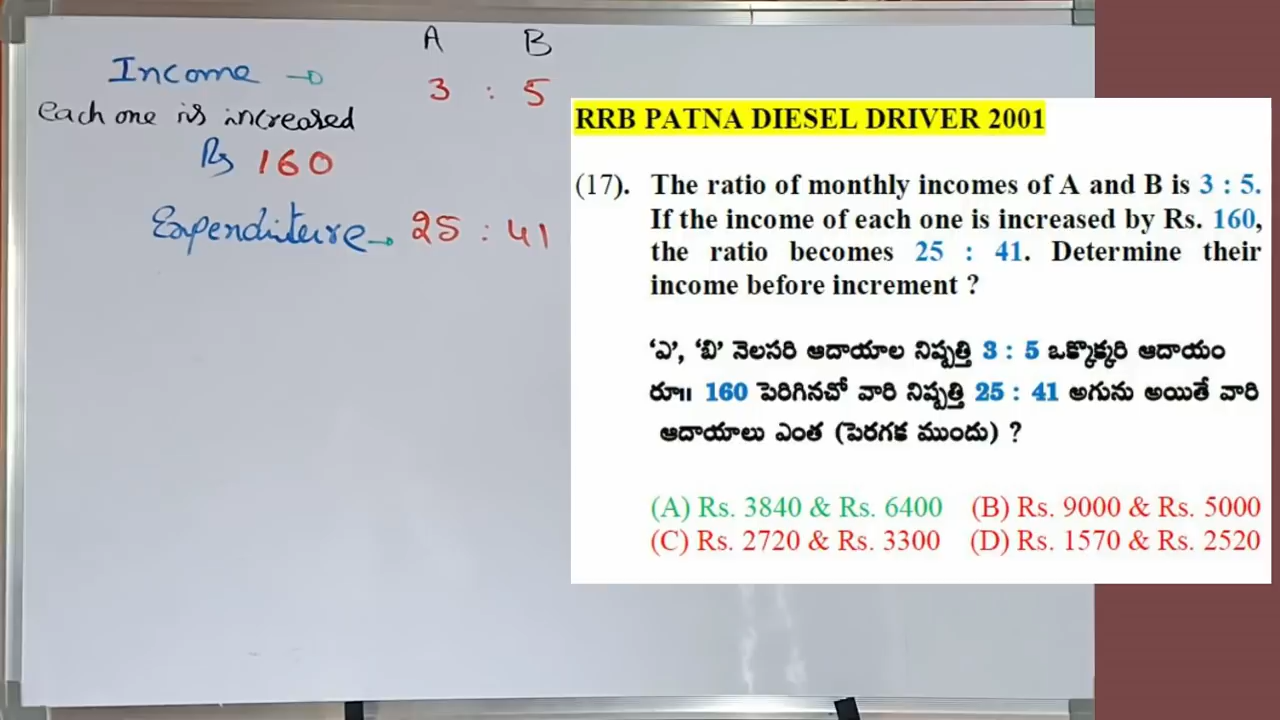 A B
Income → 3 : 5
each one is increased
Rs 160
Expenditure → 25 : 41
RRB PATNA DIESEL DRIVER 2001
(17). The ratio of monthly incomes of A and B is 3 : 5.
If the income of each one is increased by Rs. 160,
the ratio becomes 25 : 41. Determine their
income before increment ?
‘ఎ’, ‘బి’ నెలసరి ఆదాయాల నిష్పత్తి 3 : 5 ఒక్కొక్కరి ఆదాయం
రూ॥ 160 పెరిగినచో వారి నిష్పత్తి 25 : 41 అగును అయితే వారి
ఆదాయాలు ఎంత (పెరగక ముందు) ?
(A) Rs. 3840 & Rs. 6400 (B) Rs. 9000 & Rs. 5000
(C) Rs. 2720 & Rs. 3300 (D) Rs. 1570 & Rs. 2520